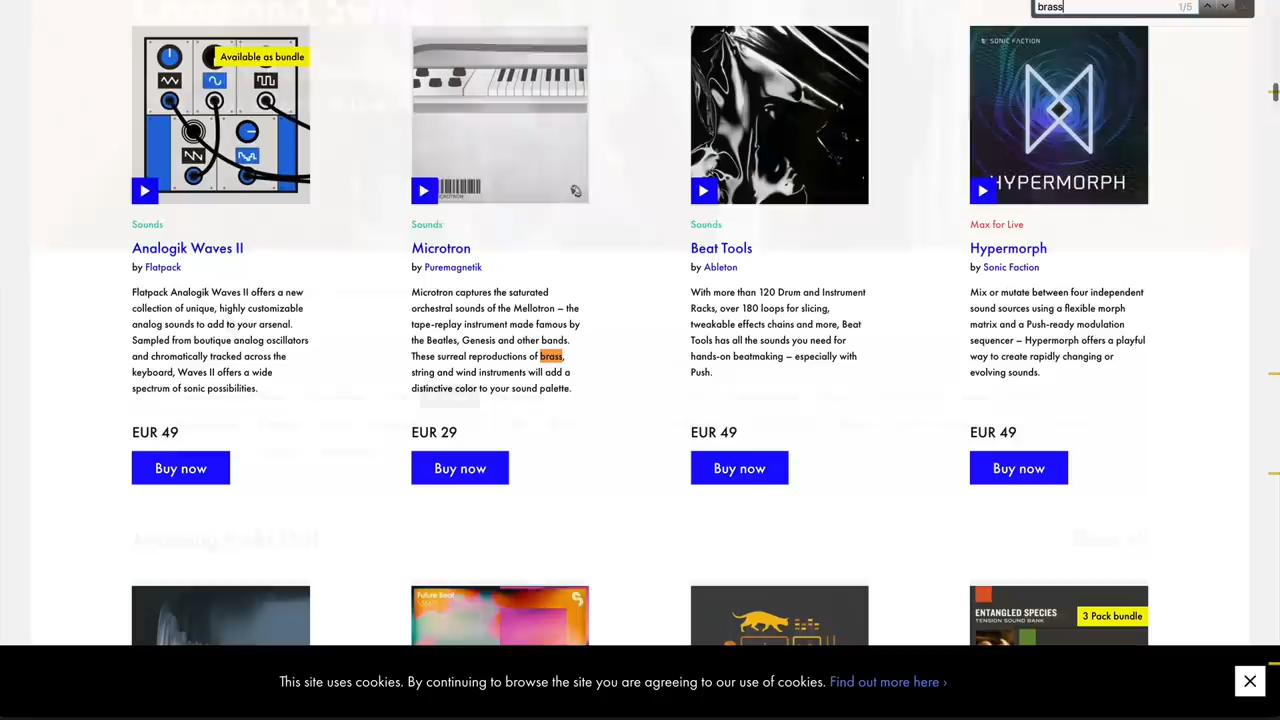 brass 1/5
Available as bundle
SONIC FACTION
HYPERMORPH
Sounds
Analogik Waves II
by Flatpack
Flatpack Analogik Waves II offers a new
collection of unique, highly customizable
analog sounds to add to your arsenal.
Sampled from boutique analog oscillators
and chromatically tracked across the
keyboard, Waves II offers a wide
spectrum of sonic possibilities.
EUR 49
Buy now
Sounds
Microtron
by Puremagnetik
Microtron captures the saturated
orchestral sounds of the Mellotron – the
tape-replay instrument made famous by
the Beatles, Genesis and other bands.
These surreal reproductions of brass,
string and wind instruments will add a
distinctive color to your sound palette.
EUR 29
Buy now
Sounds
Beat Tools
by Ableton
With more than 120 Drum and Instrument
Racks, over 180 loops for slicing,
tweakable effects chains and more, Beat
Tools has all the sounds you need for
hands-on beatmaking – especially with
Push.
EUR 49
Buy now
Max for Live
Hypermorph
by Sonic Faction
Mix or mutate between four independent
sound sources using a flexible morph
matrix and a Push-ready modulation
sequencer – Hypermorph offers a playful
way to create rapidly changing or
evolving sounds.
EUR 49
Buy now
Future Beat
ENTANGLED SPECIES
TENSION SOUND BANK
3 Pack bundle
This site uses cookies. By continuing to browse the site you are agreeing to our use of cookies. Find out more here ›